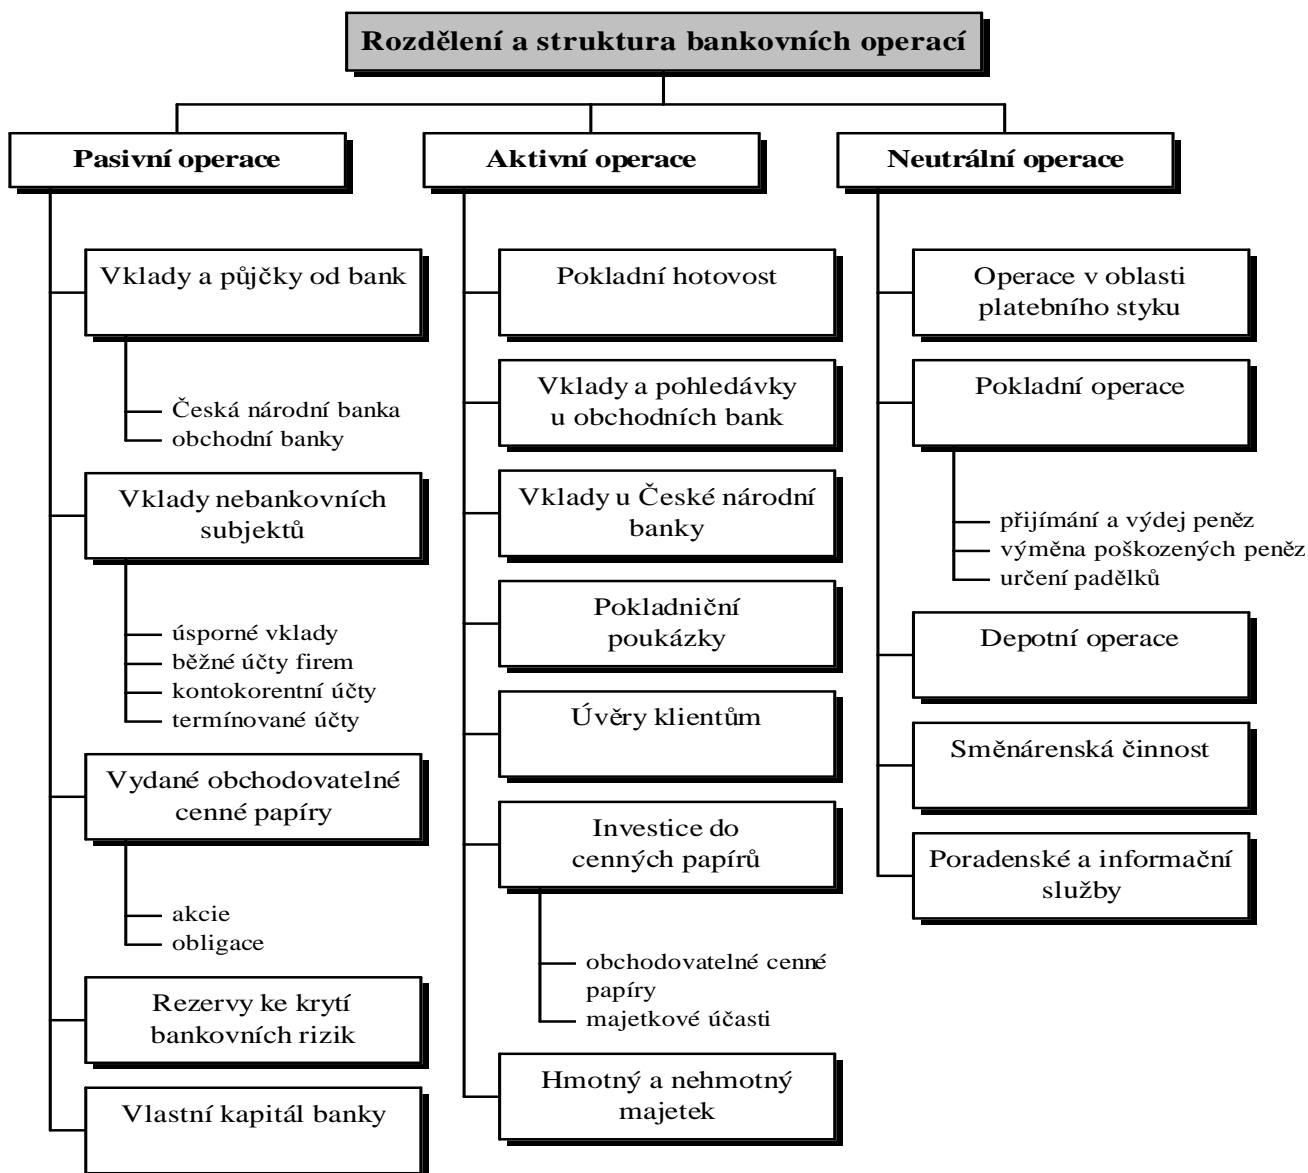 Rozdělení a struktura bankovních operací
Pasivní operace
Vklady a půjčky od bank
Česká národní banka
obchodní banky
Vklady nebankovních
subjektů
úsporné vklady
běžné účty firem
kontokorentní účty
termínované účty
Vydané obchodovatelné
cenné papíry
akcie
obligace
Rezervy ke krytí
bankovních rizik
Vlastní kapitál banky
Aktivní operace
Pokladní hotovost
Vklady a pohledávky
u obchodních bank
Vklady u České národní
banky
Pokladniční
poukázky
Úvěry klientům
Investice do
cenných papírů
obchodovatelné cenné
papíry
majetkové účasti
Hmotný a nehmotný
majetek
Neutrální operace
Operace v oblasti
platebního styku
Pokladní operace
přijímání a výdej peněz
výměna poškozených peněz
určení padělků
Depotní operace
Směnárenská činnost
Poradenské a informační
služby